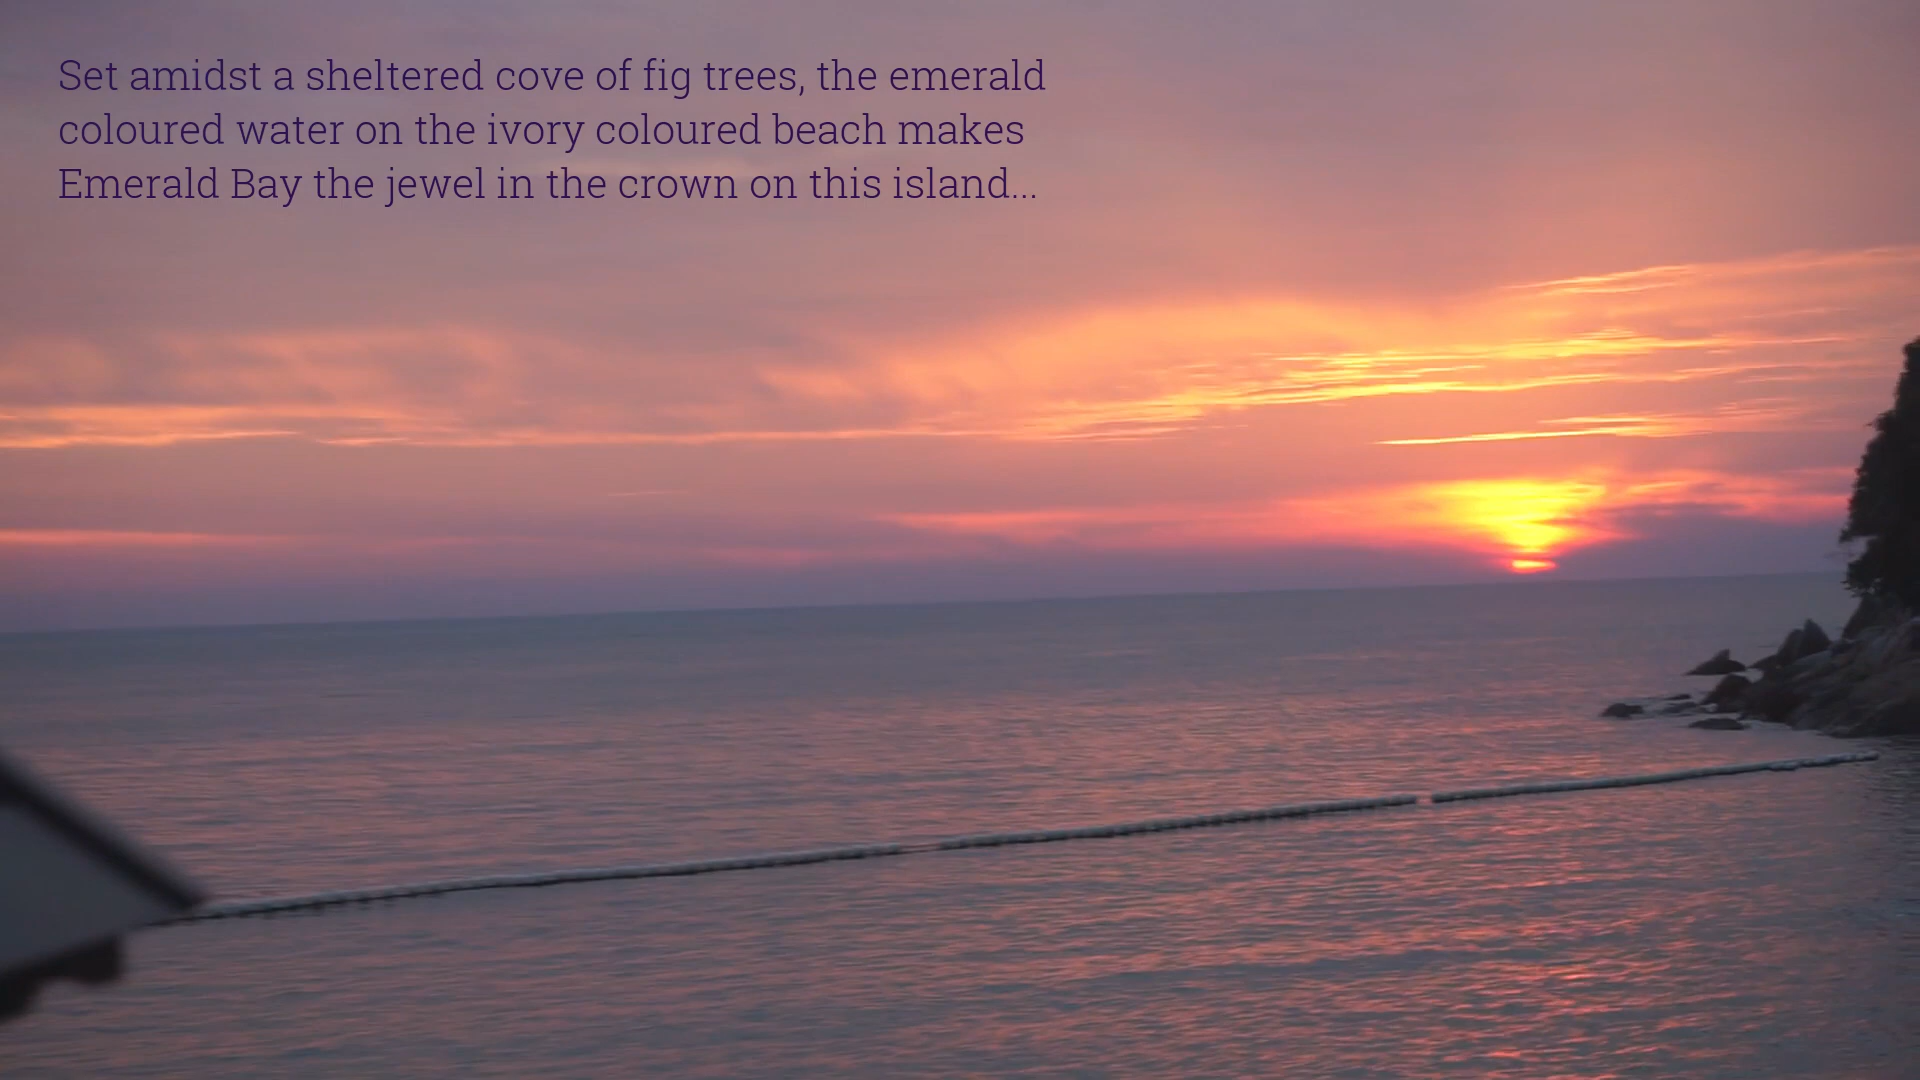 Set amidst a sheltered cove of fig trees, the emerald
coloured water on the ivory coloured beach makes
Emerald Bay the jewel in the crown on this island...